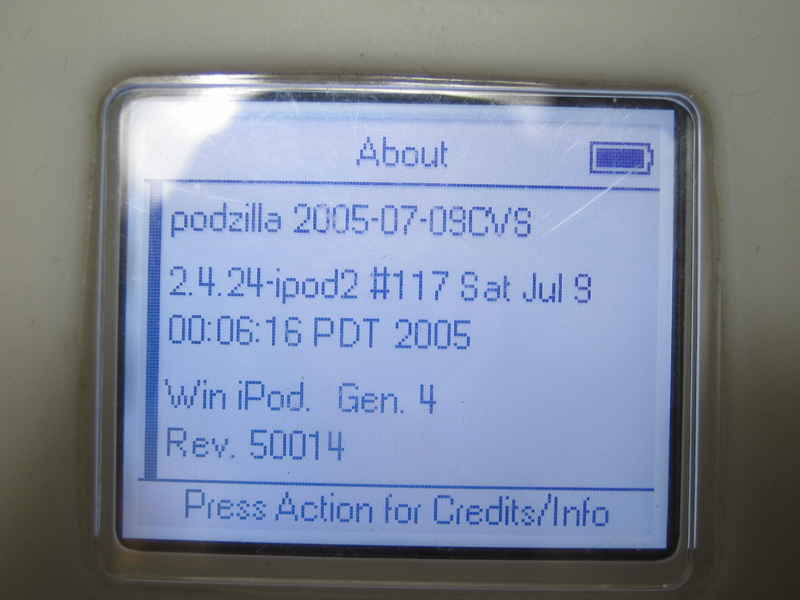 About
podzilla 2005-07-09CVS
2.4.24-ipod2 #117 Sat Jul 9
00:06:16 PDT 2005
Win iPod. Gen. 4
Rev. 50014
Press Action for Credits/Info